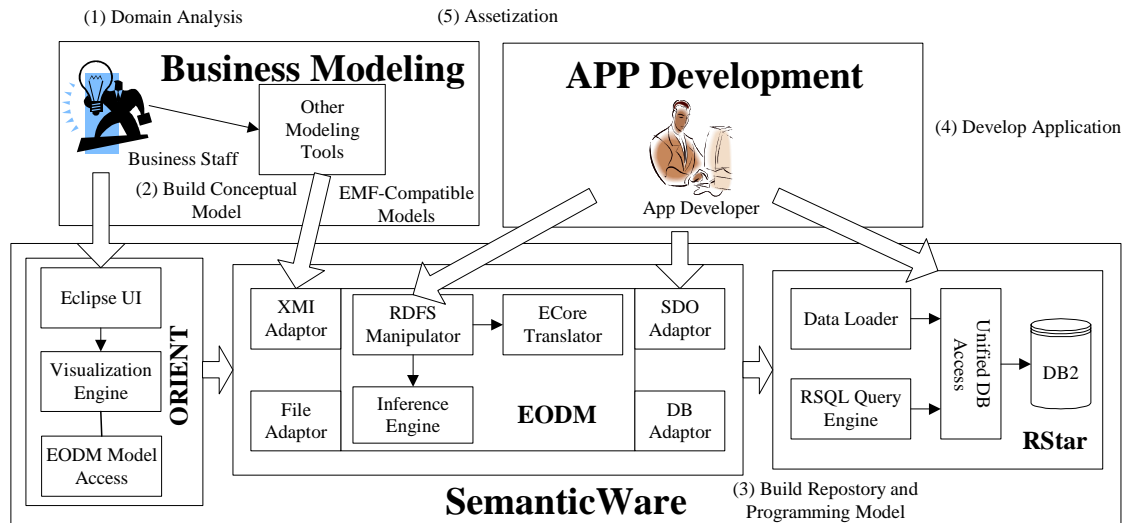 (1) Domain Analysis
(5) Assetization
Business Modeling
APP Development
Other
Modeling
Tools
(4) Develop Application
Business Staff
(2) Build Conceptual
Model
EMF-Compatible
Models
App Developer
Eclipse UI
Visualization
Engine
EODM Model
Access
ORIENT
XMI
Adaptor
RDFS
Manipulator
ECore
Translator
SDO
Adaptor
File
Adaptor
Inference
Engine
EODM
DB
Adaptor
Data Loader
RSQL Query
Engine
Unified DB
Access
DB2
RStar
SemanticWare
(3) Build Repostory and
Programming Model